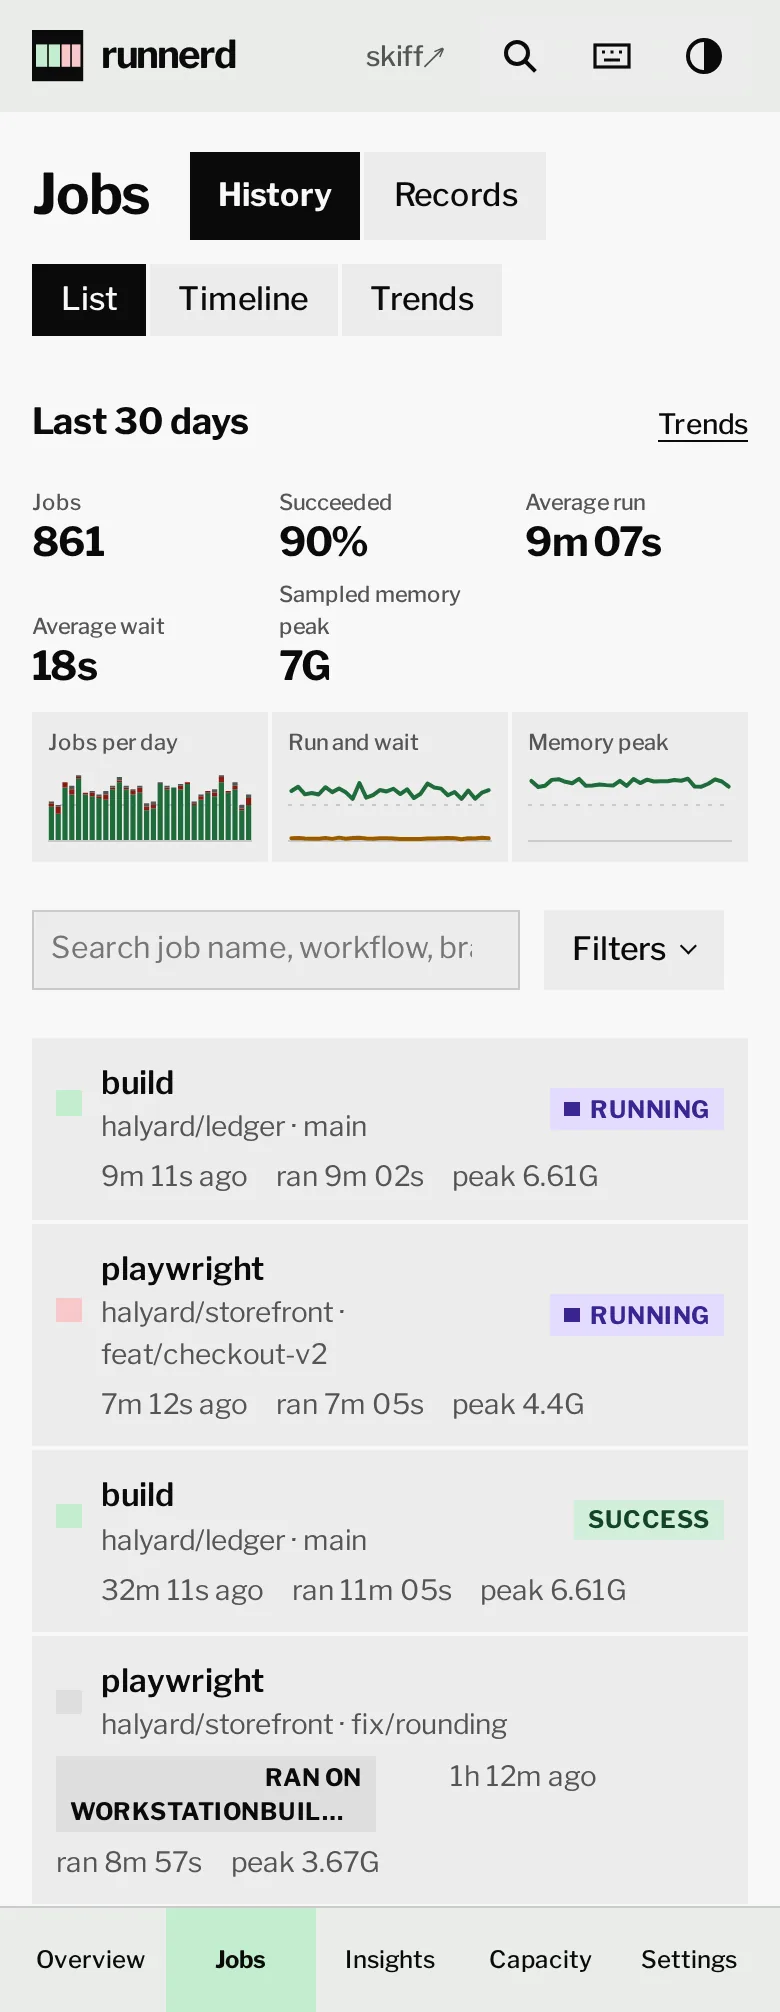 runnerd
skiff↗
Jobs
History
Records
List
Timeline
Trends
Last 30 days
Trends
Jobs
861
Succeeded
90%
Average run
9m 07s
Average wait
18s
Sampled memory
peak
7G
Jobs per day
Run and wait
Memory peak
Search job name, workflow, bra
Filters
build
halyard/ledger · main
RUNNING
9m 11s ago ran 9m 02s peak 6.61G
playwright
halyard/storefront ·
feat/checkout-v2
RUNNING
7m 12s ago ran 7m 05s peak 4.4G
build
halyard/ledger · main
SUCCESS
32m 11s ago ran 11m 05s peak 6.61G
playwright
halyard/storefront · fix/rounding
RAN ON
WORKSTATIONBUIL...
1h 12m ago
ran 8m 57s peak 3.67G
Overview
Jobs
Insights
Capacity
Settings